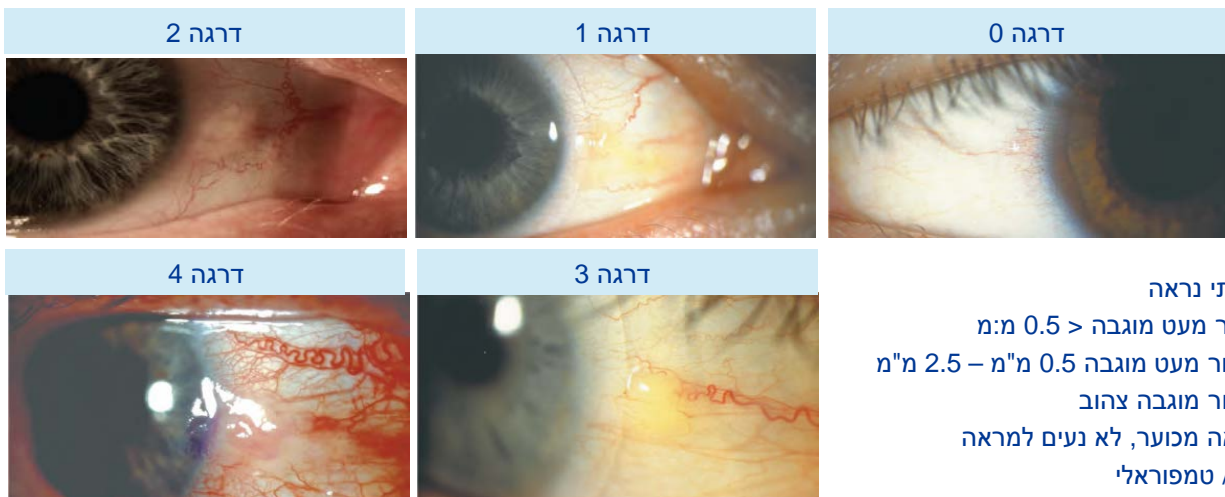 דרגה 0
דרגה 1
דרגה 2
דרגה 3
דרגה 4
תי נראה
ר מעט מוגבה < 0.5 מ:מ
ור מעט מוגבה 0.5 מ"מ – 2.5 מ"מ
ור מוגבה צהוב
אה מכוער, לא נעים למראה
/ טמפוראלי